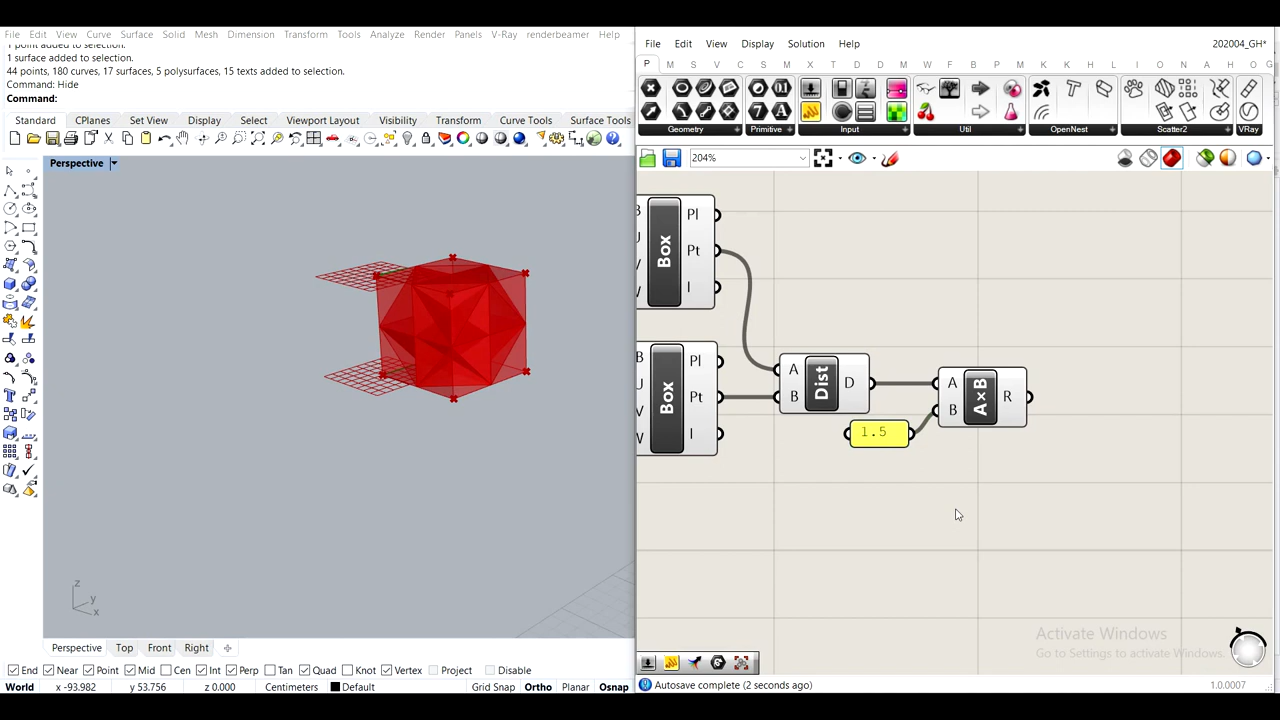 File Edit View Curve Surface Solid Mesh Dimension Transform Tools Analyze Render Panels V-Ray renderbeamer Help
1 point added to selection.
1 surface added to selection.
44 points, 180 curves, 17 surfaces, 5 polysurfaces, 15 texts added to selection.
Command: Hide
Command:
Standard CPlanes Set View Display Select Viewport Layout Visibility Transform Curve Tools Surface Tools
Perspective
z
y
x
Perspective Top Front Right
End Near Point Mid Cen Int Perp Tan Quad Knot Vertex Project Disable
World x -93.982 y 53.756 z 0.000 Centimeters Default Grid Snap Ortho Planar Osnap
File Edit View Display Solution Help 202004_GH*
P M S V C S M I T D D M V W F S B P L A H O G
Geometry Primitive Input Util OpenNest Scatter2 VRay
204%
Box Pl
Pt
I
B Box Pl
U Pt
V I
W
A Dist D
B
1.5
A A×B R
B
Activate Windows
Go to Settings to activate Windows.
Autosave complete (2 seconds ago) 1.0.0007